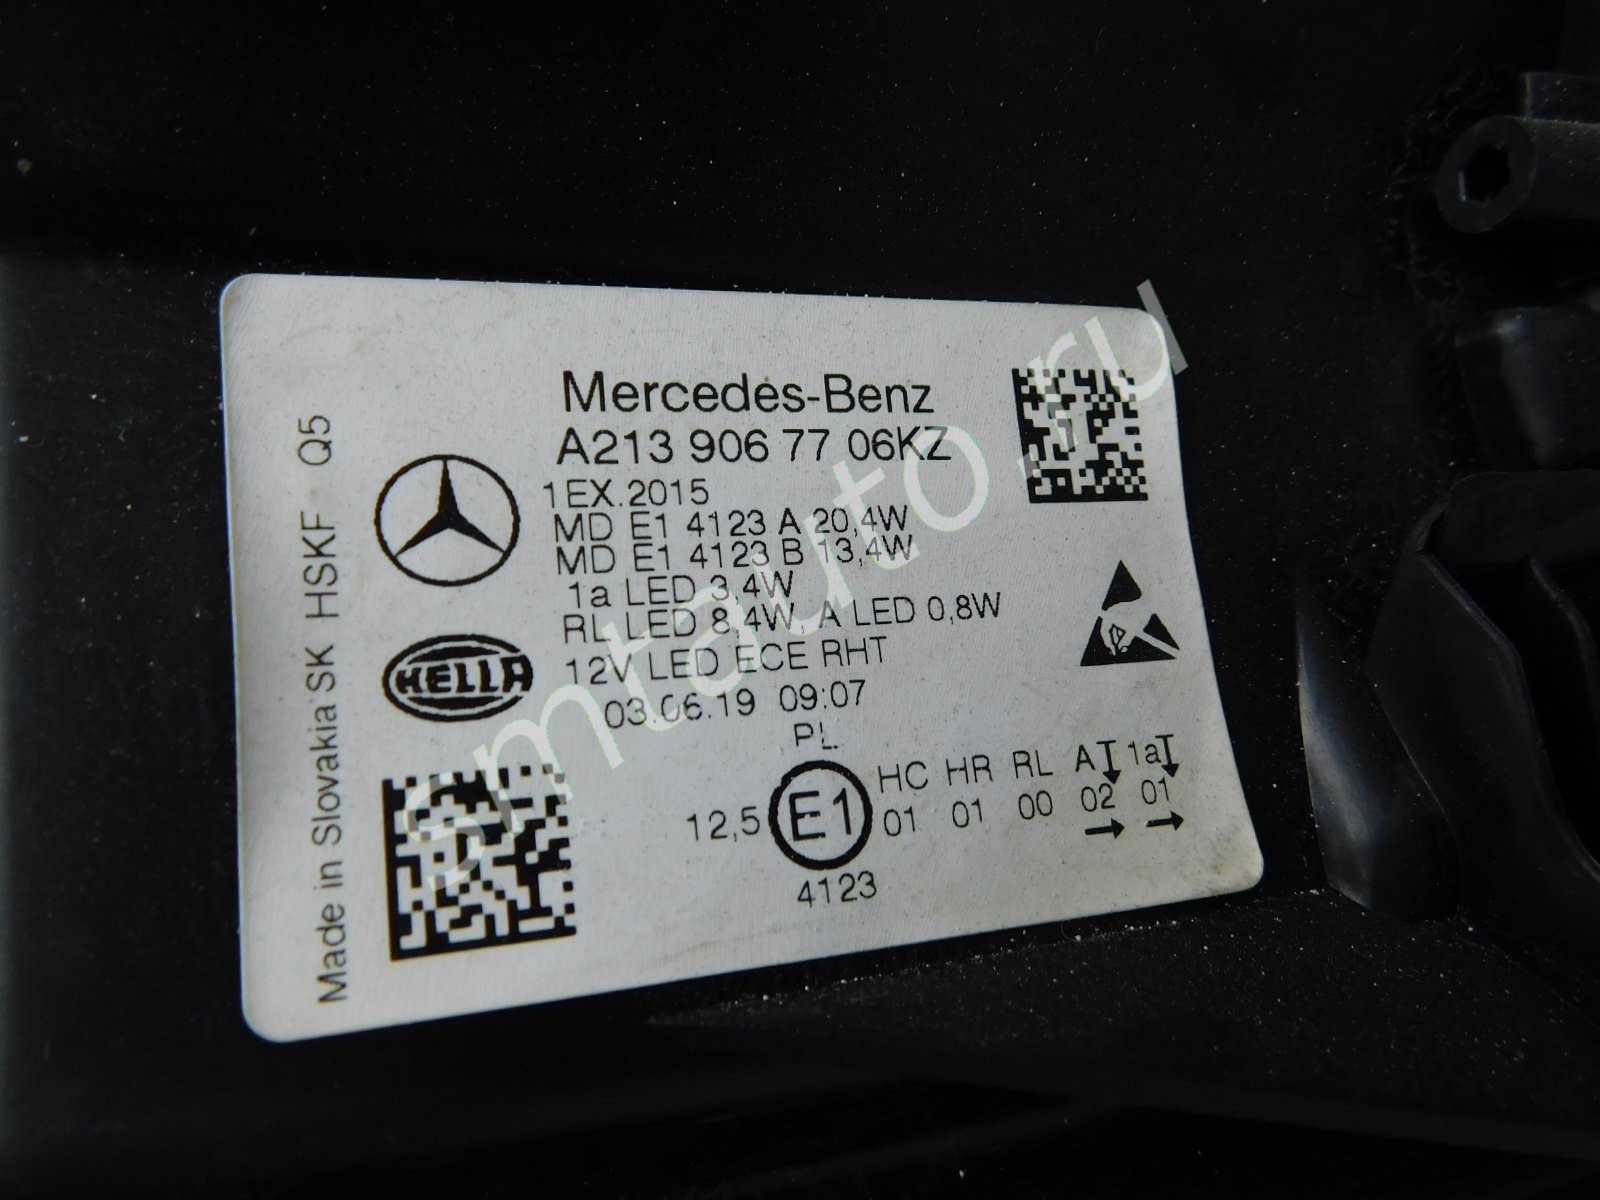 Mercedes-Benz
A213 906 77 06KZ
1EX.2015
MD E1 4123 A 20,4W
MD E1 4123 B 13,4W
1a LED 3,4W
RL LED 8,4W, A LED 0,8W
12V LED ECE RHT
03.06.19 09:07
PL
HELLA
12,5 E1 HC HR RL A 1a
01 01 00 02 01
4123
Made in Slovakia SK HSKF Q5
smtauto.ru